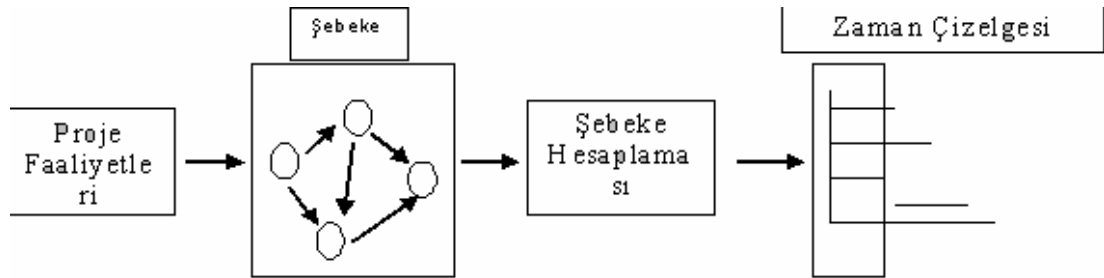 Şebeke
Zaman Çizelgesi
Proje
Faaliyetle
ri
Şebeke
Hesaplama
sı